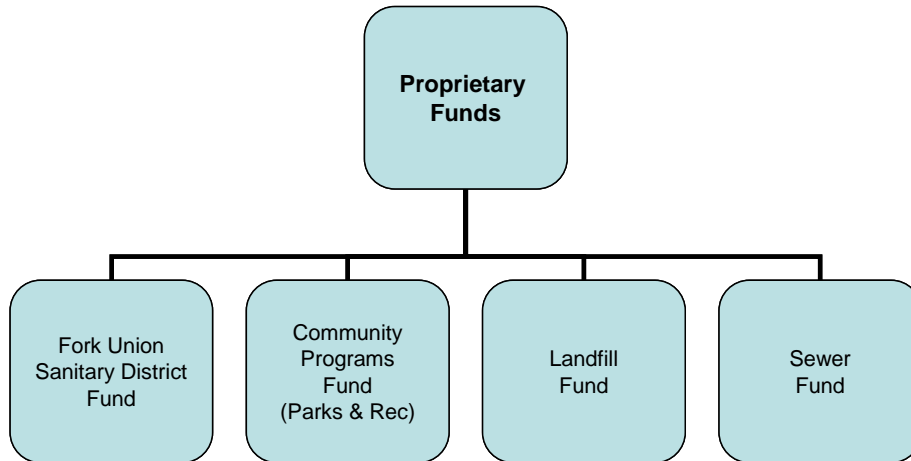 Proprietary
Funds
Fork Union
Sanitary District
Fund
Community
Programs
Fund
(Parks & Rec)
Landfill
Fund
Sewer
Fund